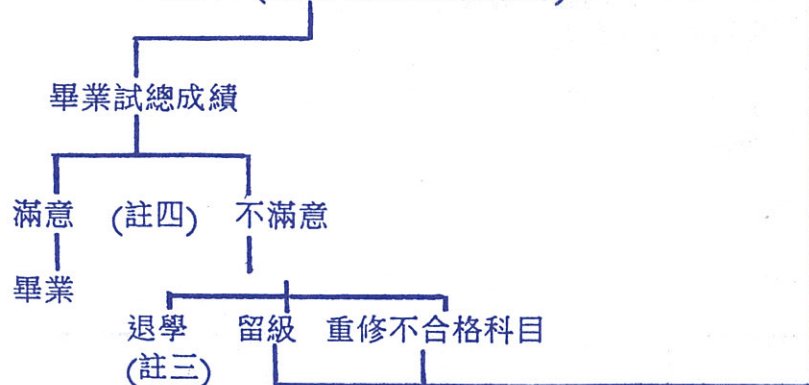 畢業試總成績
滿意 (註四) 不滿意
畢業
退學 留級 重修不合格科目
(註三)